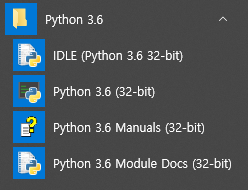 Python 3.6
IDLE (Python 3.6 32-bit)
Python 3.6 (32-bit)
Python 3.6 Manuals (32-bit)
Python 3.6 Module Docs (32-bit)